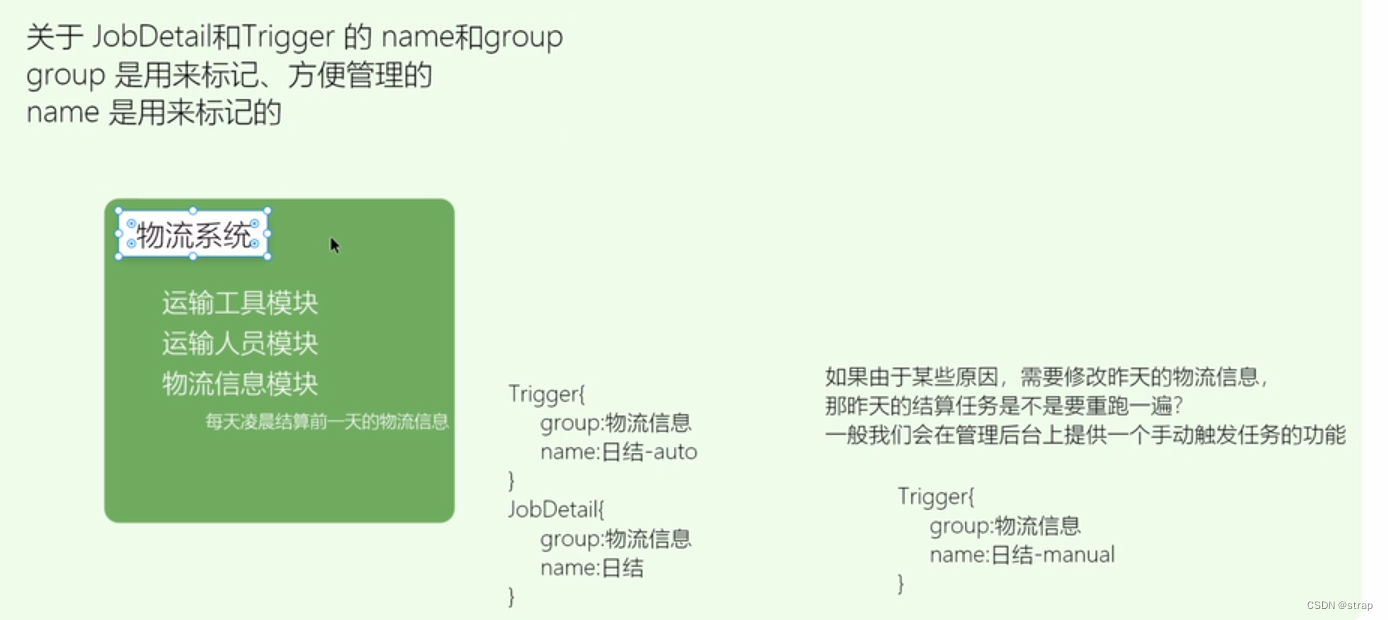 关于 JobDetail和Trigger 的 name和group
group 是用来标记、方便管理的
name 是用来标记的
物流系统
运输工具模块
运输人员模块
物流信息模块
每天凌晨结算前一天的物流信息
Trigger{
group:物流信息
name:日结-auto
}
JobDetail{
group:物流信息
name:日结
}
如果由于某些原因，需要修改昨天的物流信息，
那昨天的结算任务是不是要重跑一遍？
一般我们会在管理后台上提供一个手动触发任务的功能
Trigger{
group:物流信息
name:日结-manual
}
CSDN @strap